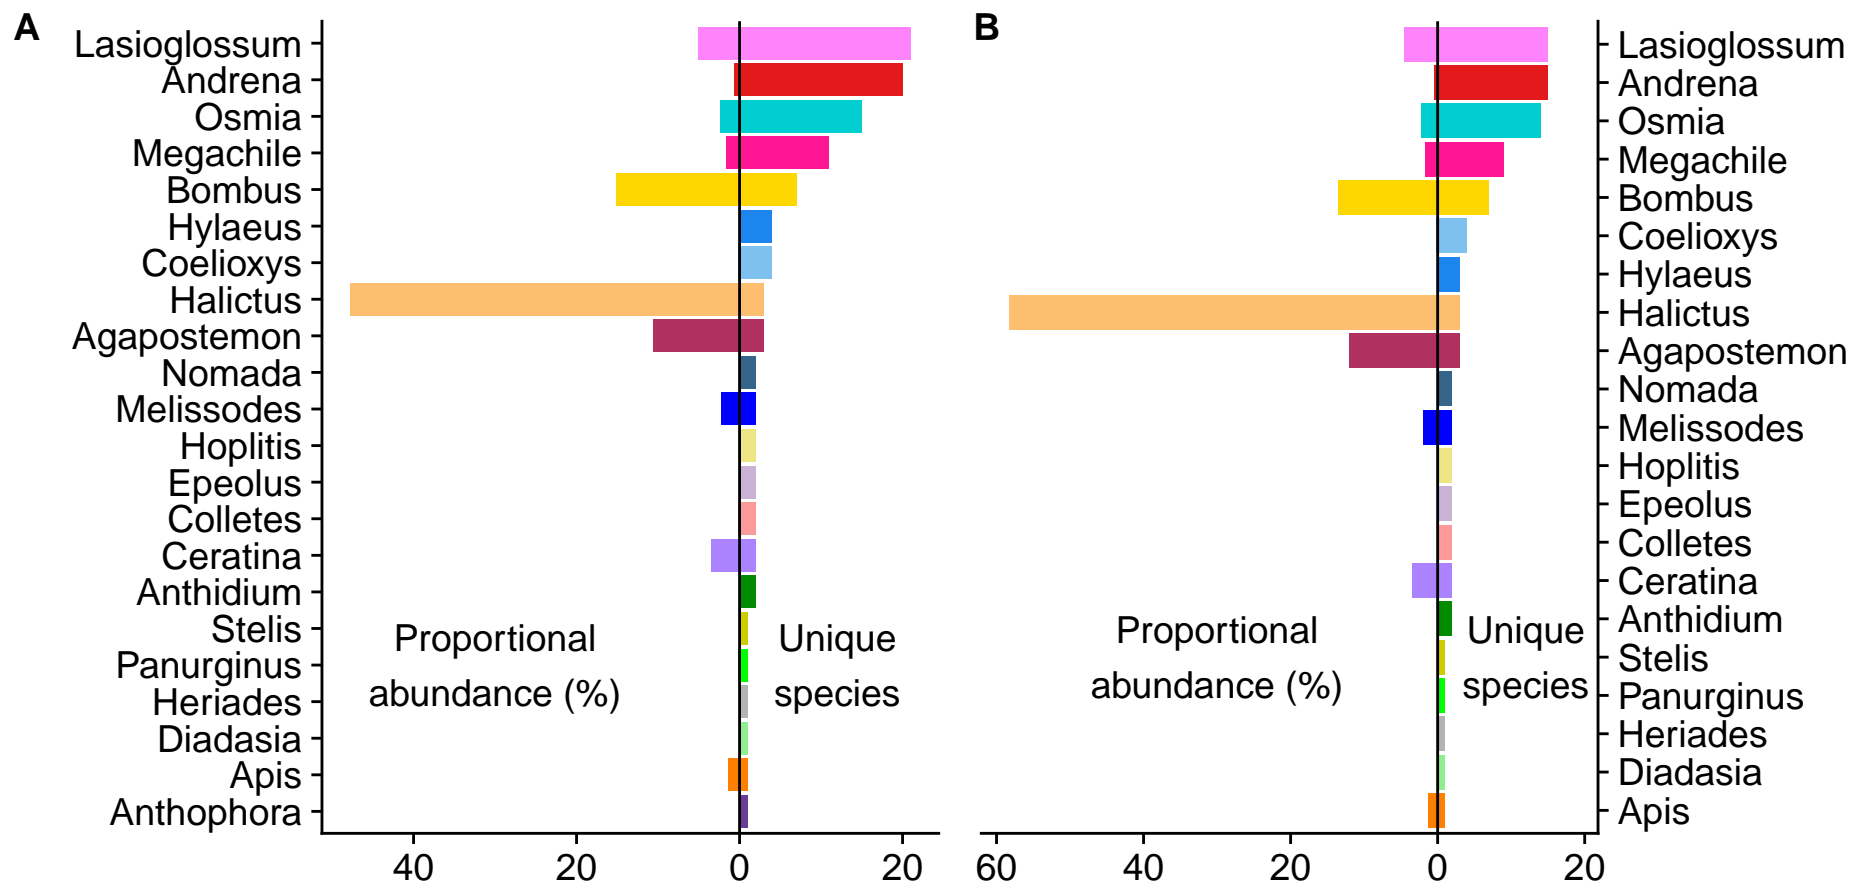 A
Lasioglossum
Andrena
Osmia
Megachile
Bombus
Hylaeus
Coelioxys
Halictus
Agapostemon
Nomada
Melissodes
Hoplitis
Epeolus
Colletes
Ceratina
Anthidium
Stelis
Panurginus
Heriades
Diadasia
Apis
Anthophora
Proportional
abundance (%)
Unique
species
40 20 0 20
B
Lasioglossum
Andrena
Osmia
Megachile
Bombus
Coelioxys
Hylaeus
Halictus
Agapostemon
Nomada
Melissodes
Hoplitis
Epeolus
Colletes
Ceratina
Anthidium
Stelis
Panurginus
Heriades
Diadasia
Apis
Proportional
abundance (%)
Unique
species
60 40 20 0 20